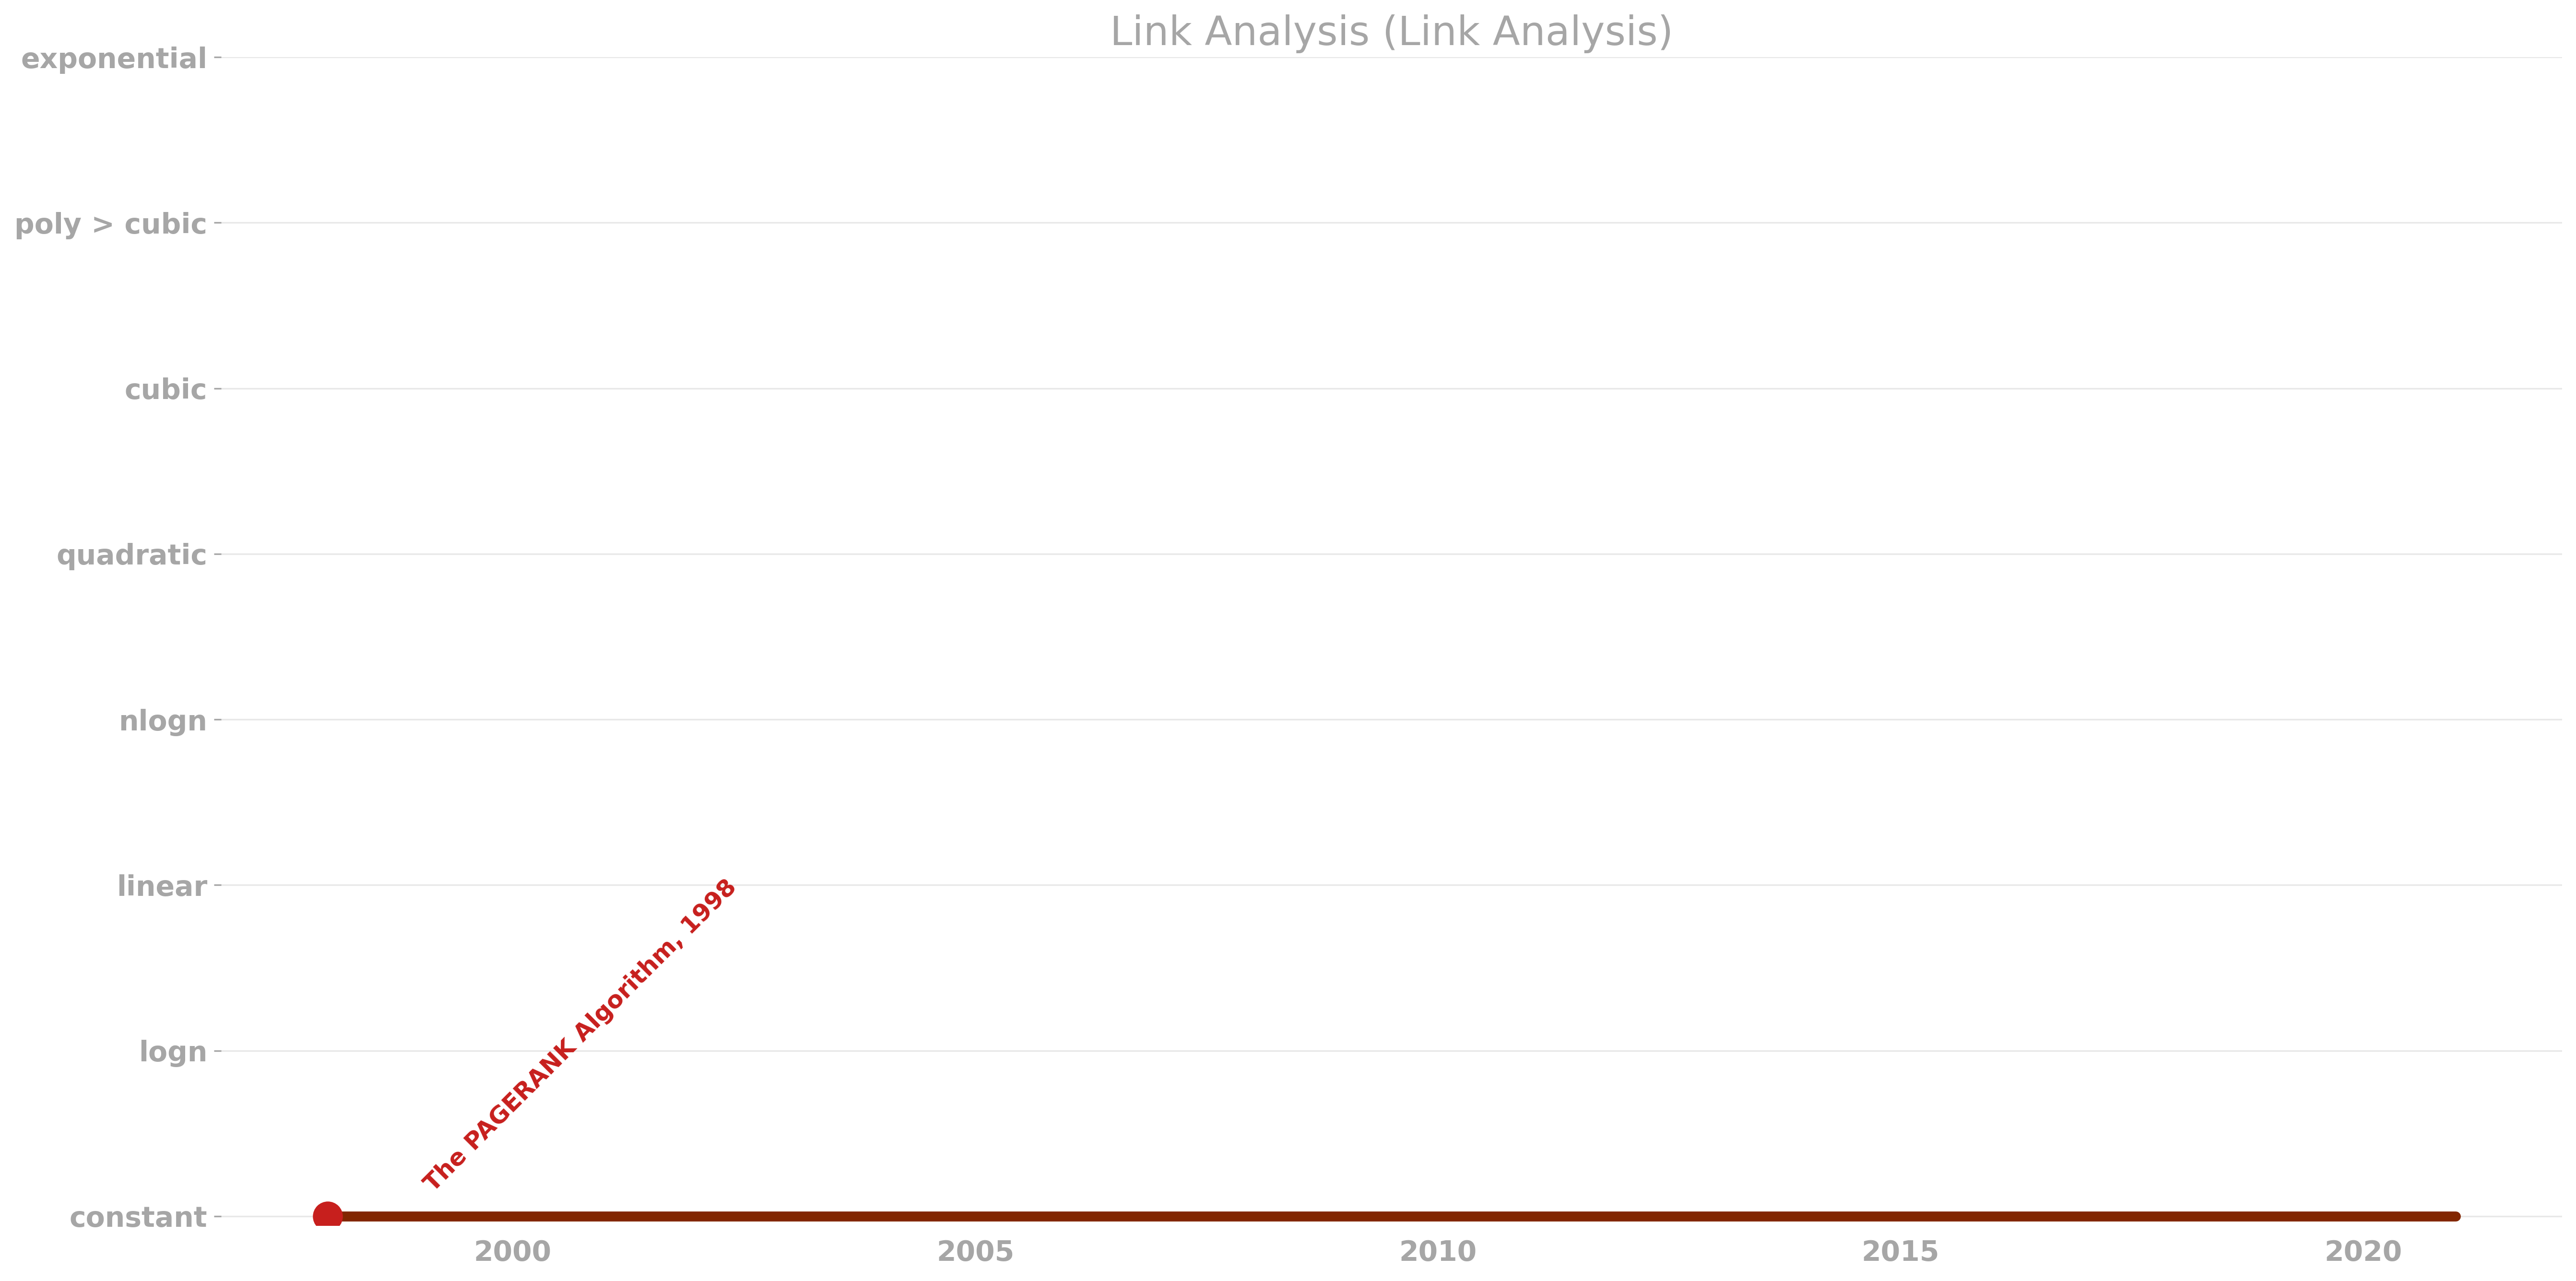 Link Analysis (Link Analysis)
exponential
poly > cubic
cubic
quadratic
nlogn
linear
logn
constant
The PAGERANK Algorithm, 1998
2000
2005
2010
2015
2020